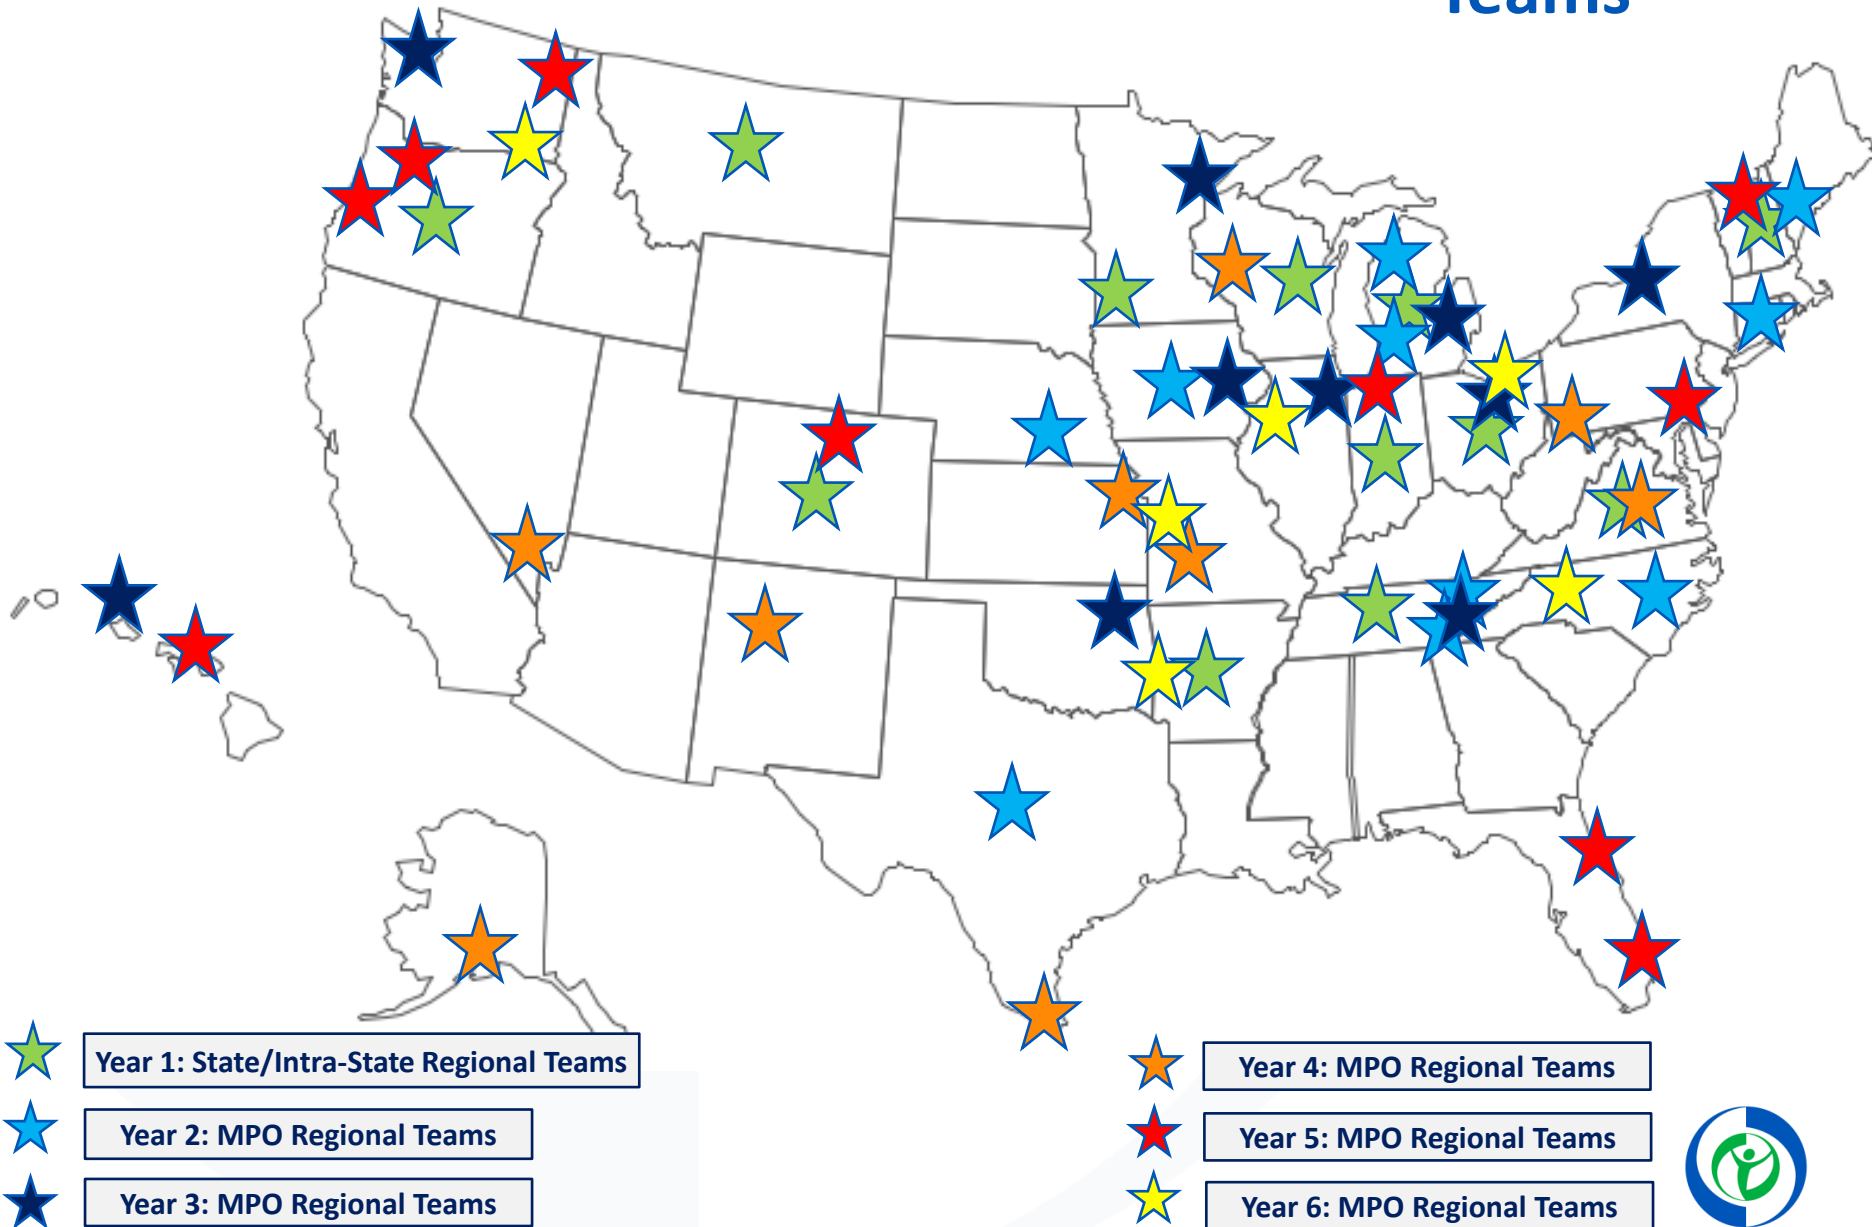 Teams
Year 1: State/Intra-State Regional Teams
Year 2: MPO Regional Teams
Year 3: MPO Regional Teams
Year 4: MPO Regional Teams
Year 5: MPO Regional Teams
Year 6: MPO Regional Teams